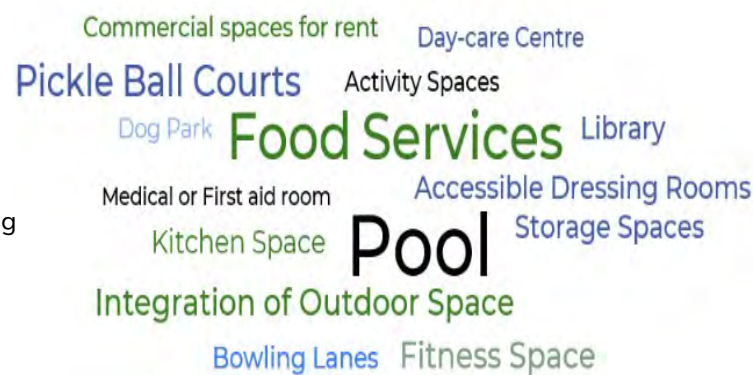 Commercial spaces for rent
Day-care Centre
Pickle Ball Courts
Activity Spaces
Dog Park
Food Services
Library
Medical or First aid room
Accessible Dressing Rooms
g
Kitchen Space
Pool
Storage Spaces
Integration of Outdoor Space
Bowling Lanes
Fitness Space